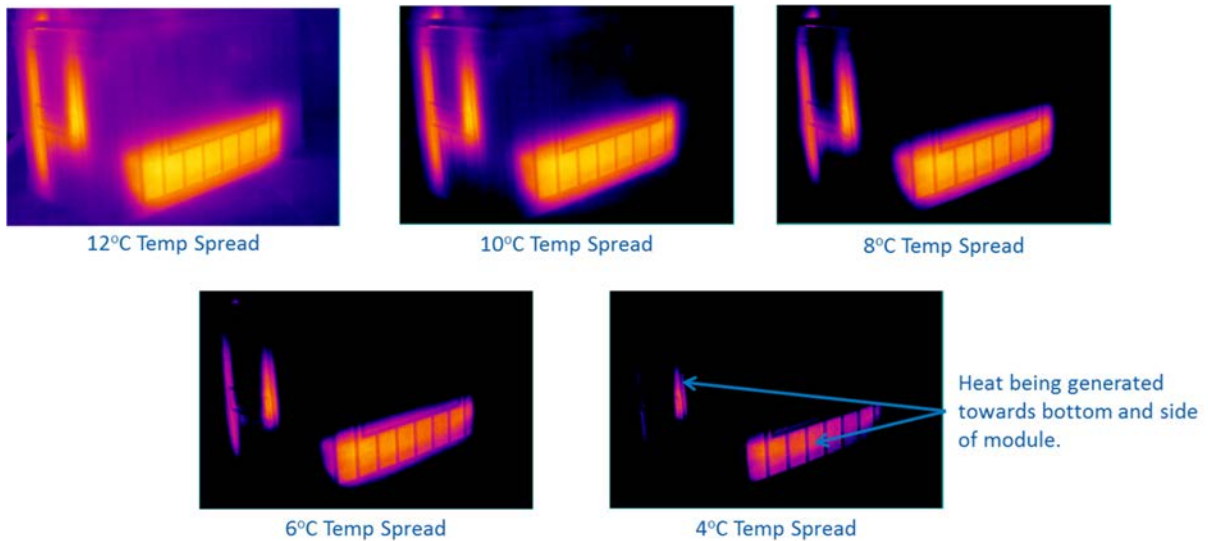 12°C Temp Spread
10°C Temp Spread
8°C Temp Spread
6°C Temp Spread
4°C Temp Spread
Heat being generated
towards bottom and side
of module.